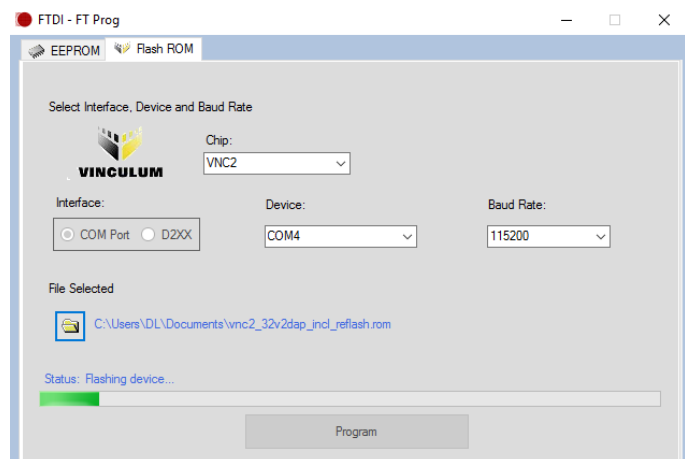 FTDI - FT Prog
EEPROM Flash ROM
Select Interface, Device and Baud Rate
Chip:
VNC2
VINCULUM
Interface: Device: Baud Rate:
COM Port D2XX COM4 115200
File Selected
C:\Users\DL\Documents\vnc2_32v2dap_incl_reflash.rom
Status: Flashing device...
Program